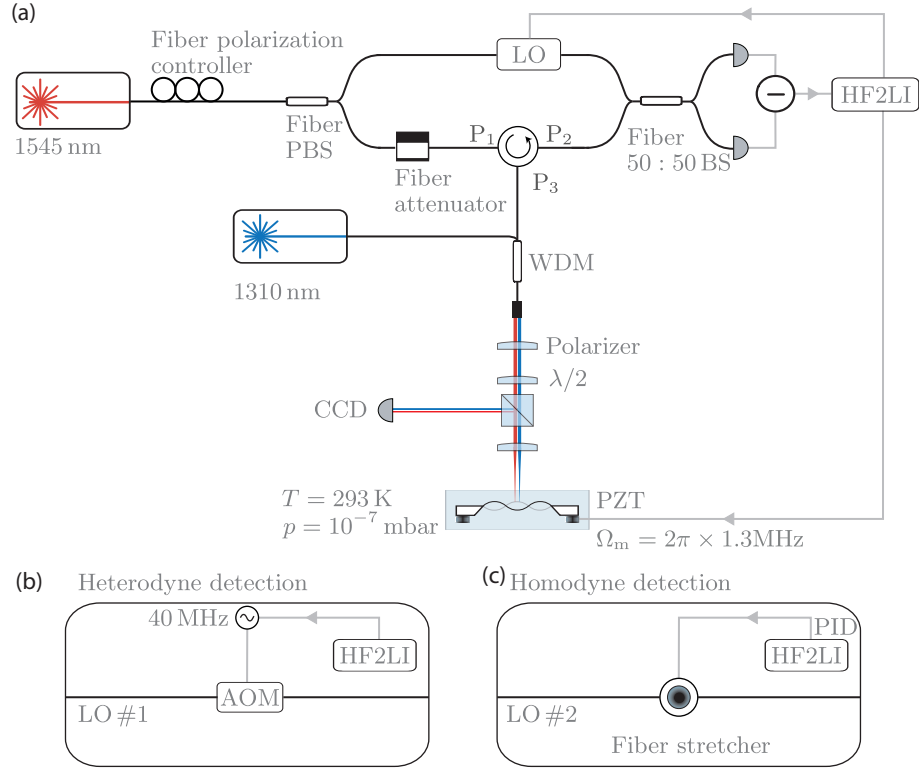 (a)
Fiber polarization
controller
LO
HF2LI
1545 nm
Fiber
PBS
P₁
P₂
P₃
Fiber
50 : 50 BS
Fiber
attenuator
1310 nm
WDM
Polarizer
λ/2
CCD
T = 293 K
p = 10⁻⁷ mbar
PZT
Ωₘ = 2π × 1.3MHz
(b)
Heterodyne detection
40 MHz
HF2LI
AOM
LO #1
(c)
Homodyne detection
PID
HF2LI
LO #2
Fiber stretcher